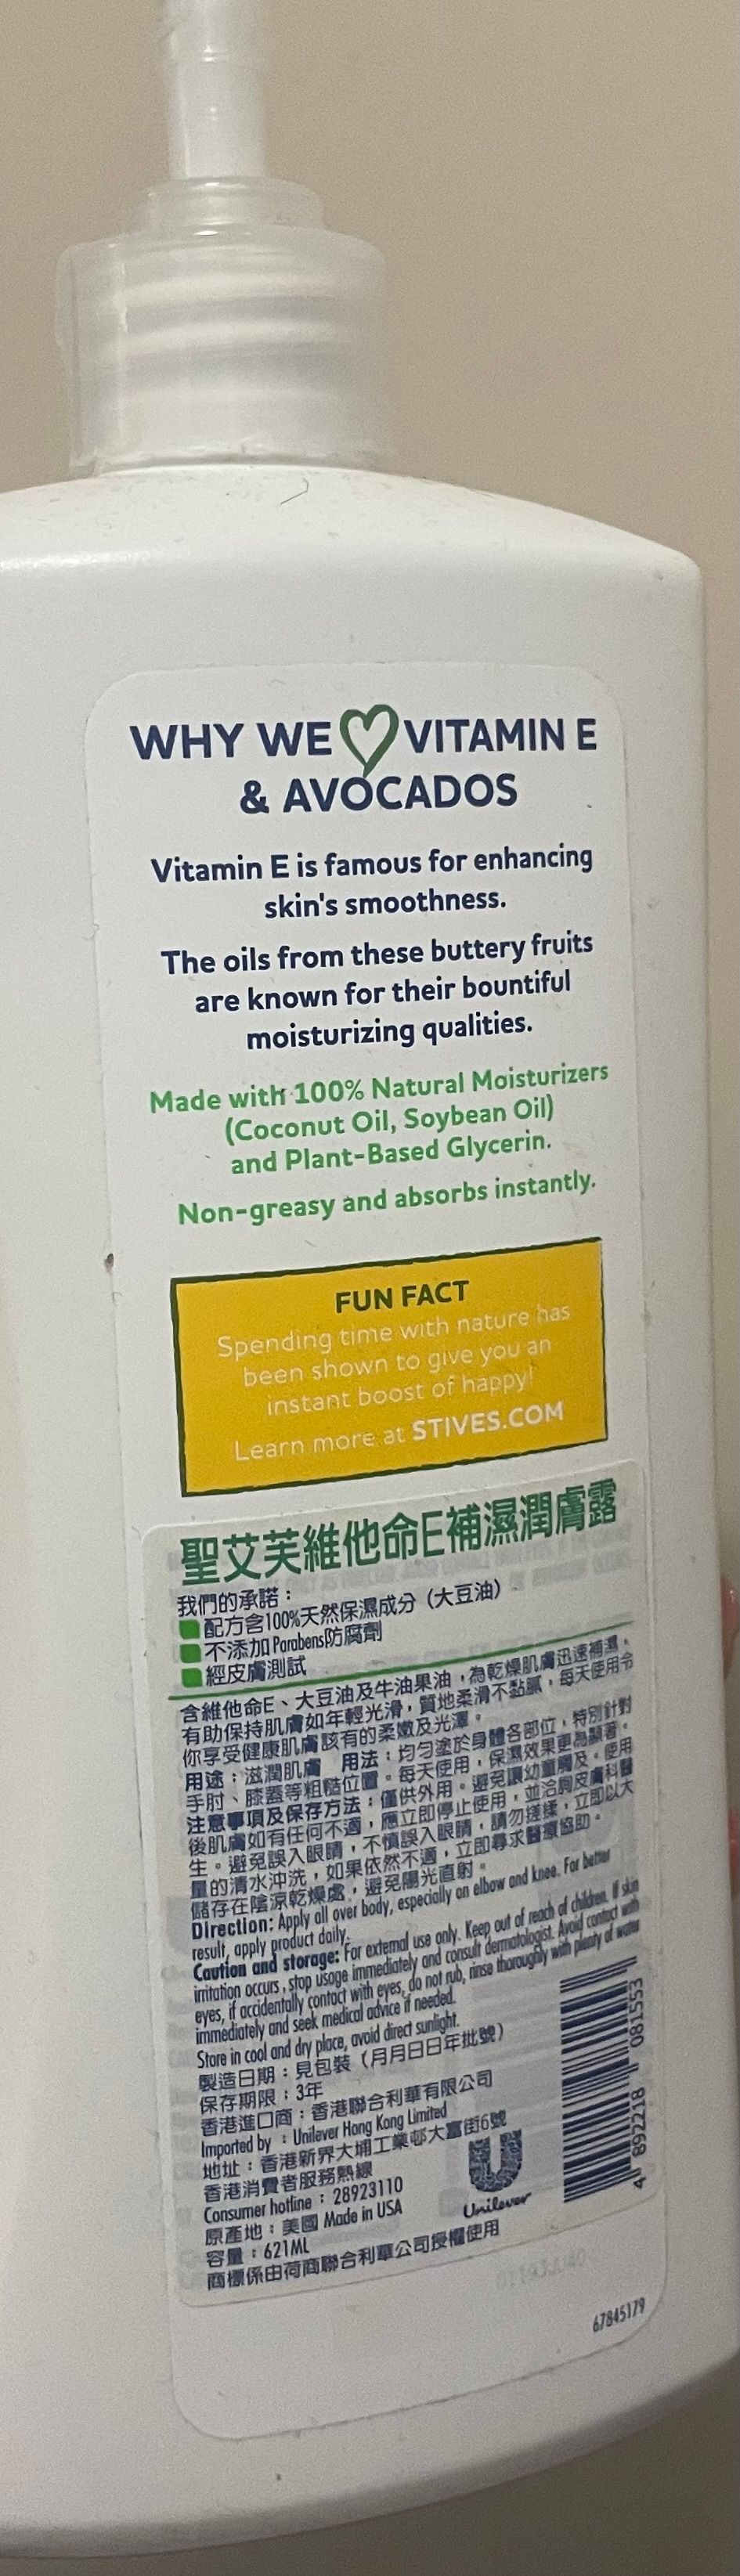 WHY WE VITAMIN E
& AVOCADOS
Vitamin E is famous for enhancing
skin's smoothness.
The oils from these buttery fruits
are known for their bountiful
moisturizing qualities.
Made with 100% Natural Moisturizers
(Coconut Oil, Soybean Oil)
and Plant-Based Glycerin.
Non-greasy and absorbs instantly.
FUN FACT
Spending time with nature has
been shown to give you an
instant boost of happy!
Learn more at STIVES.COM
聖艾芙維他命E補濕潤膚露
我們的承諾：
配方含100%天然保濕成分（大豆油）
不添加Parabens防腐劑
經皮膚測試
含維他命E、大豆油及牛油果油，為乾燥肌膚迅速補濕，
有助保持肌膚如年輕光滑，質地柔滑不黏膩，每天使用令
你享受健康肌膚該有的柔嫩及光澤。
用途：滋潤肌膚 用法：均勻塗於身體各部位，特別針對
手肘、膝蓋等粗糙位置。每天使用，保濕效果更為顯著。
注意事項及保存方法：僅供外用。避免讓幼童觸及。使用
後肌膚如有任何不適，應立即停止使用，並洽詢皮膚科醫
生。避免誤入眼睛，不慎誤入眼睛，請勿搓揉，立即以大
量的清水沖洗，如果依然不適，立即尋求醫療協助。
儲存在陰涼乾燥處，避免陽光直射。
Direction: Apply all over body, especially on elbow and knee. For better
result, apply product daily.
Caution and storage: For external use only. Keep out of reach of children. If skin
irritation occurs, stop usage immediately and consult dermatologist. Avoid contact with
eyes, if accidentally contact with eyes, do not rub, rinse thoroughly with plenty of water
immediately and seek medical advice if needed.
Store in cool and dry place, avoid direct sunlight.
製造日期：見包裝（月月日日年批號）
保存期限：3年
香港進口商：香港聯合利華有限公司
Imported by : Unilever Hong Kong Limited
地址：香港新界大埔工業邨大富街6號
香港消費者服務熱線
Consumer hotline : 28923110
原產地：美國 Made in USA
容量：621ML
商標係由荷商聯合利華公司授權使用
Unilever
4 892218 081553
67845179